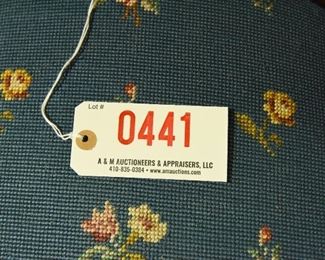 Lot #
0441
A & M AUCTIONEERS & APPRAISERS, LLC
410-835-0384 • www.amauctions.com